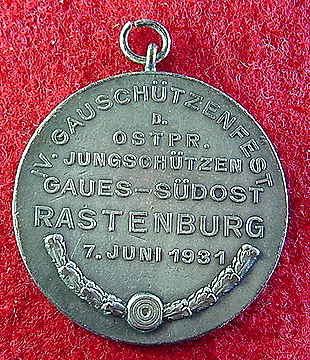 IV. GAUSCHÜTZENFEST
D.
OSTPR.
JUNGSCHÜTZEN
GAUES-SÜDOST
RASTENBURG
7. JUNI 1931